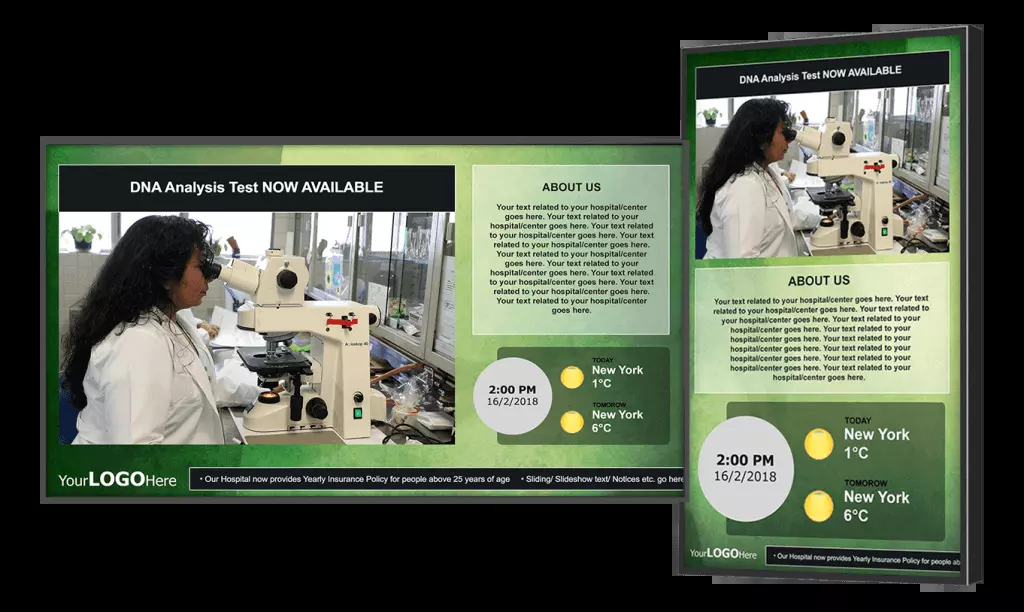 DNA Analysis Test NOW AVAILABLE
ABOUT US
Your text related to your hospital/center
goes here. Your text related to your
hospital/center goes here. Your text related
to your hospital/center goes here. Your text
related to your hospital/center goes here.
Your text related to your hospital/center
goes here. Your text related to your
hospital/center goes here. Your text related
to your hospital/center goes here.
Your text related to your hospital/center
goes here.
2:00 PM
16/2/2018
TODAY
New York
1°C
TOMOROW
New York
6°C
YourLOGOHere
• Our Hospital now provides Yearly Insurance Policy for people above 25 years of age • Sliding/ Slideshow text/ Notices etc. go here
DNA Analysis Test NOW AVAILABLE
ABOUT US
Your text related to your hospital/center goes here. Your text
related to your hospital/center goes here. Your text related to
your hospital/center goes here. Your text related to your
hospital/center goes here. Your text related to your
hospital/center goes here. Your text related to your
hospital/center goes here. Your text related to your
hospital/center goes here. Your text related to your
hospital/center goes here.
2:00 PM
16/2/2018
TODAY
New York
1°C
TOMOROW
New York
6°C
YourLOGOHere
• Our Hospital now provides Yearly Insurance Policy for people ab